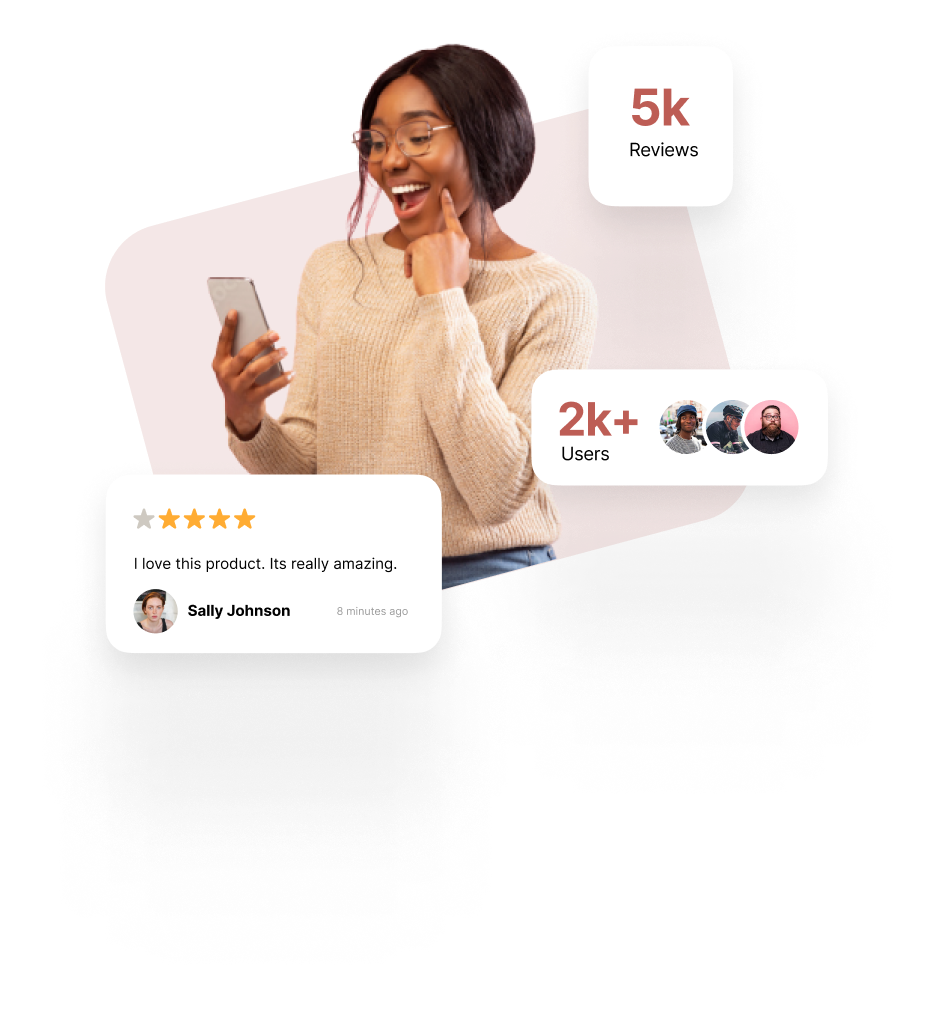 5k
Reviews
2k+
Users
I love this product. Its really amazing.
Sally Johnson
8 minutes ago